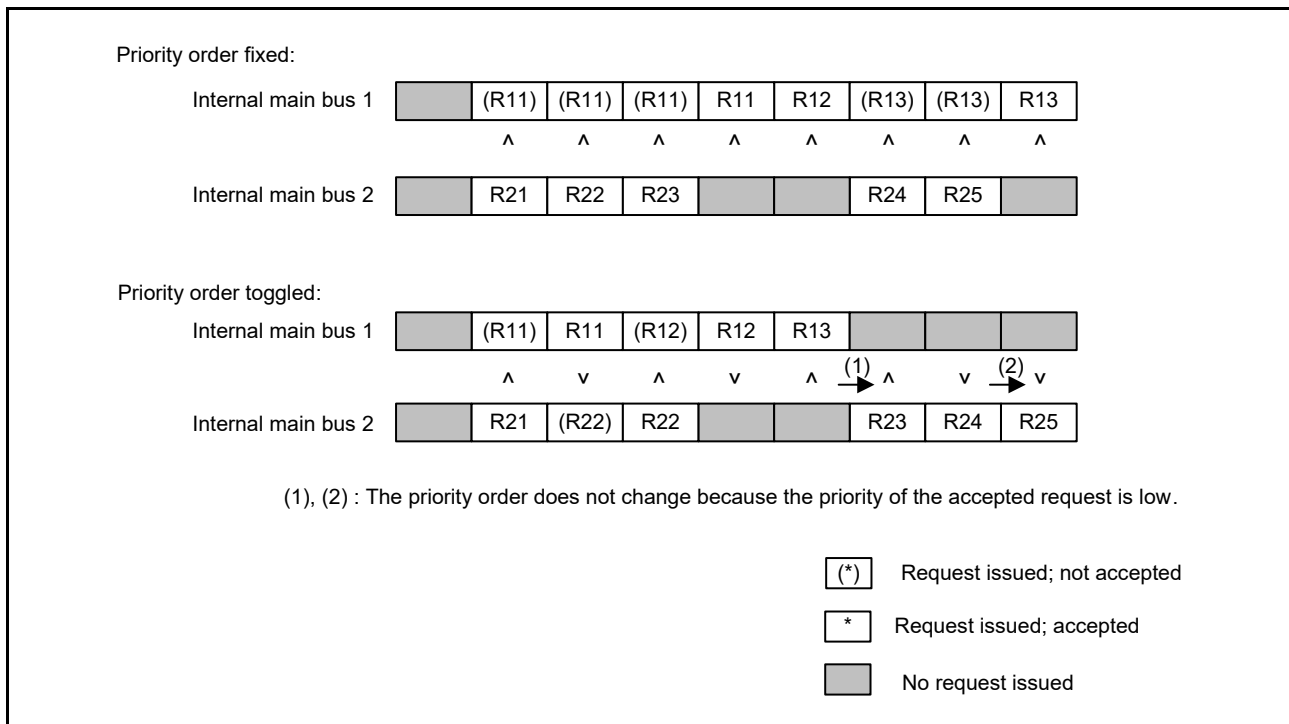 Priority order fixed:
Internal main bus 1 (R11) (R11) (R11) R11 R12 (R13) (R13) R13
^ ^ ^ ^ ^ ^ ^ ^
Internal main bus 2 R21 R22 R23 R24 R25
Priority order toggled:
Internal main bus 1 (R11) R11 (R12) R12 R13
^ v ^ v ^ (1) ^ v (2) v
Internal main bus 2 R21 (R22) R22 R23 R24 R25
(1), (2) : The priority order does not change because the priority of the accepted request is low.
(*) Request issued; not accepted
* Request issued; accepted
No request issued